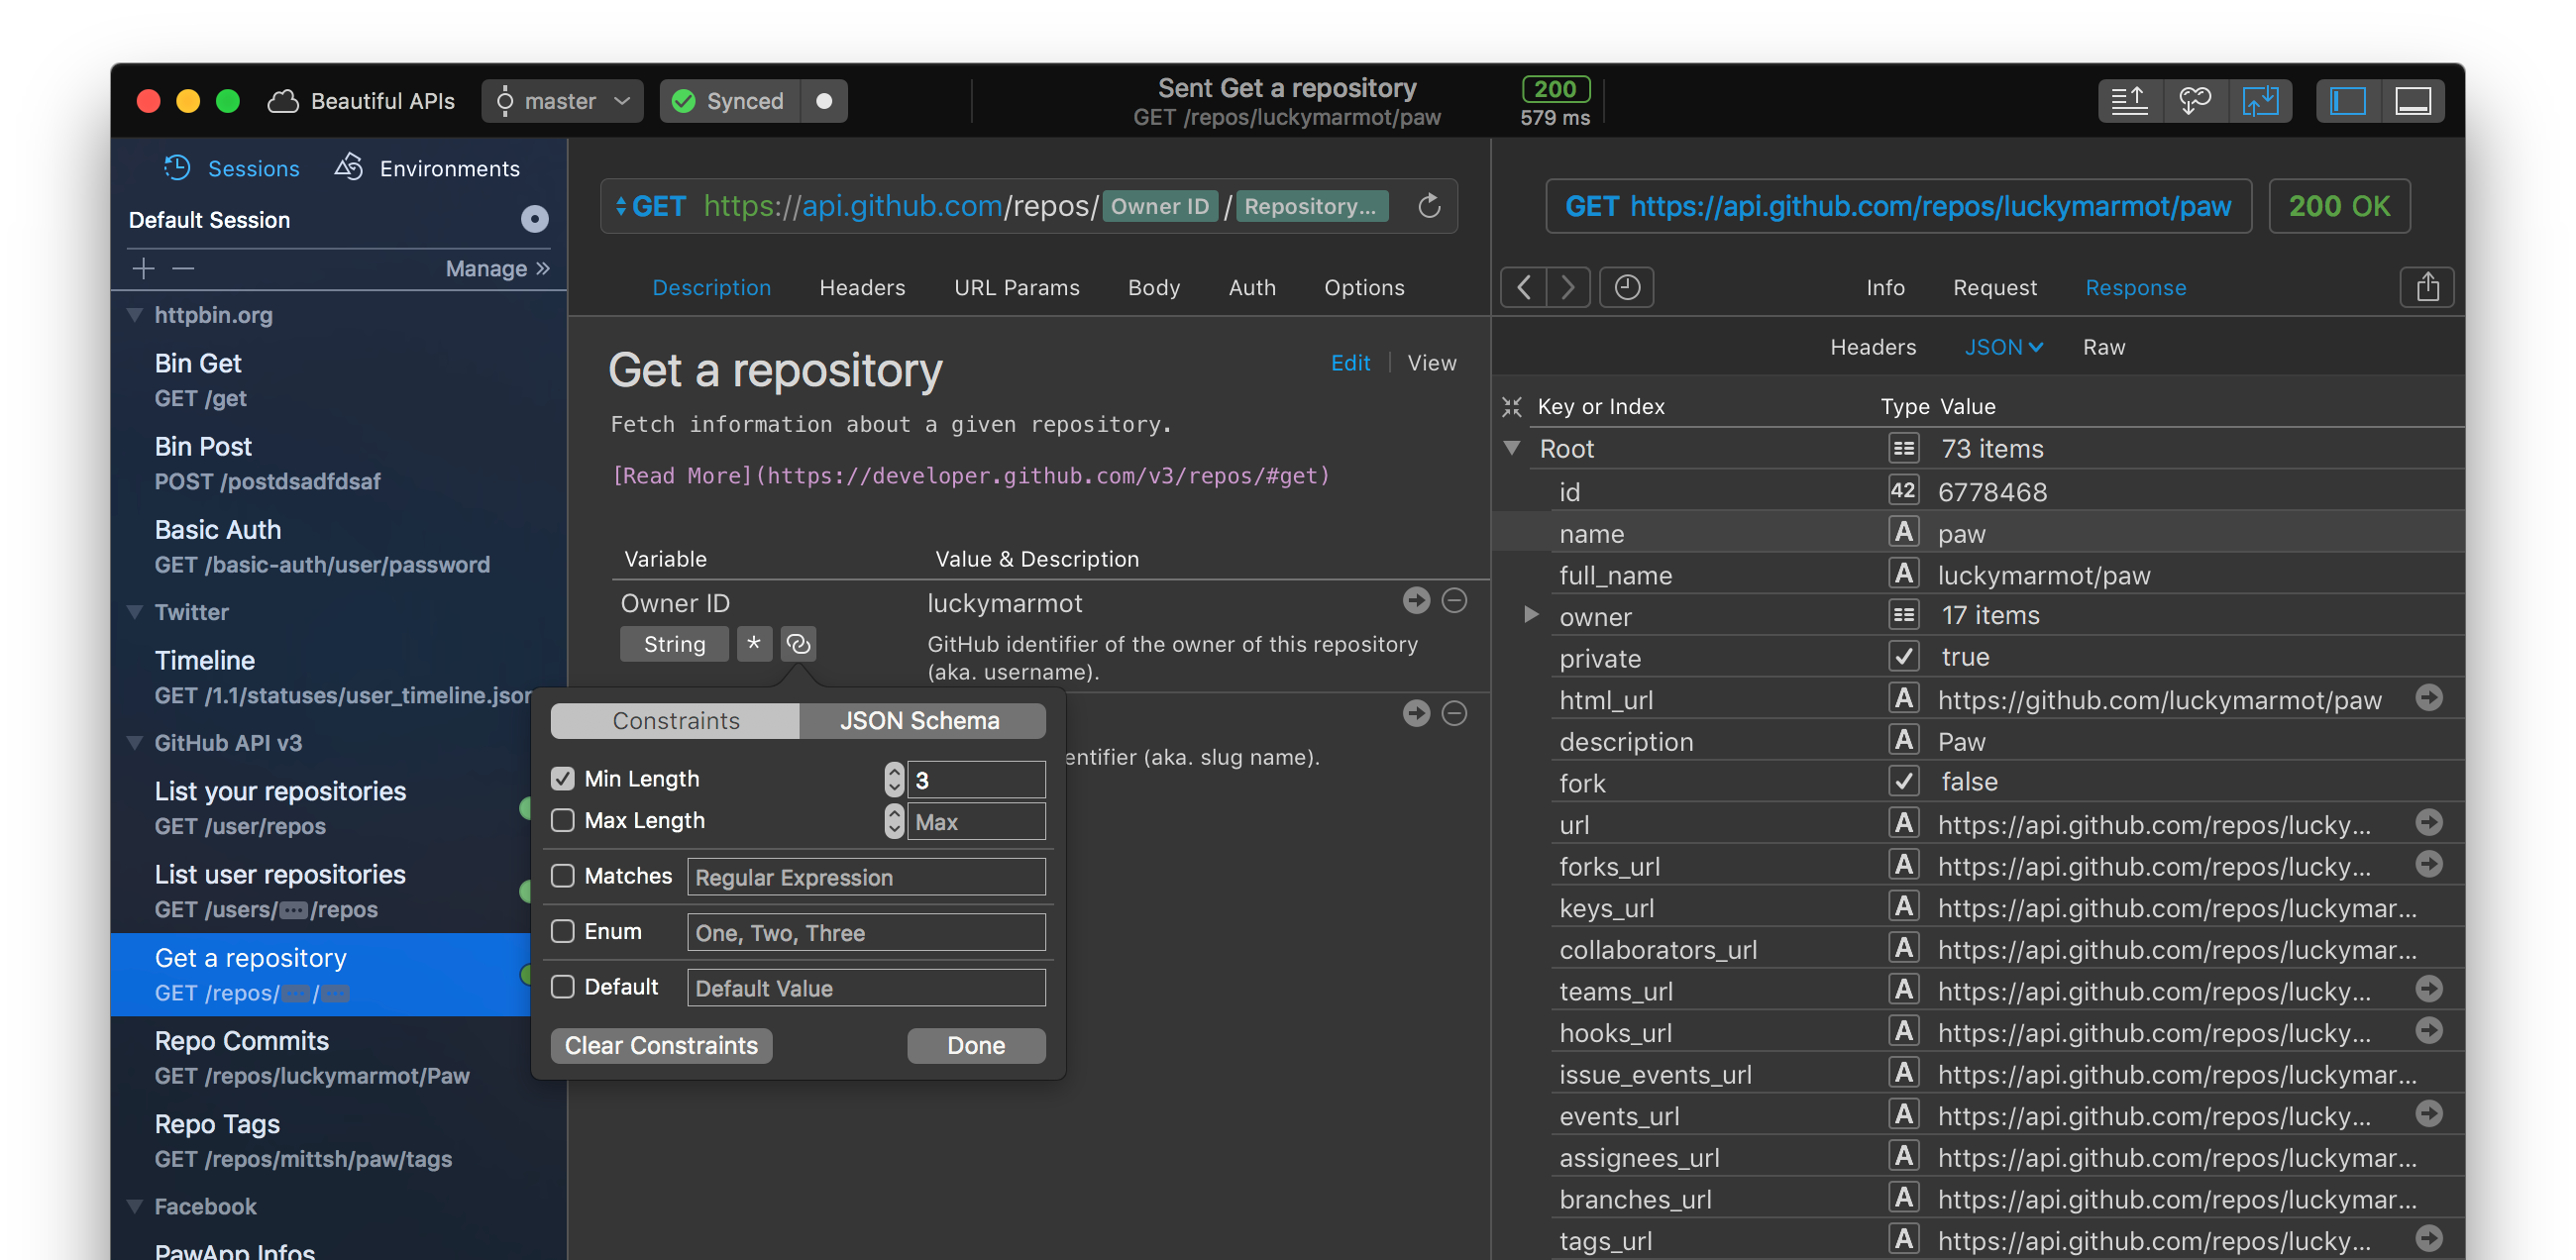 Beautiful APIs
master
Synced
Sent Get a repository
GET /repos/luckymarmot/paw
200
579 ms
Sessions
Environments
Default Session
Manage »
httpbin.org
Bin Get
GET /get
Bin Post
POST /postdsadfdsaf
Basic Auth
GET /basic-auth/user/password
Twitter
Timeline
GET /1.1/statuses/user_timeline.json
GitHub API v3
List your repositories
GET /user/repos
List user repositories
GET /users/•••/repos
Get a repository
GET /repos/•••/•••
Repo Commits
GET /repos/luckymarmot/Paw
Repo Tags
GET /repos/mittsh/paw/tags
Facebook
PawApp Infos
GET https://api.github.com/repos/ Owner ID / Repository...
Description Headers URL Params Body Auth Options
Get a repository
Edit | View
Fetch information about a given repository.
[Read More](https://developer.github.com/v3/repos/#get)
Variable Value & Description
Owner ID luckymarmot
String *
GitHub identifier of the owner of this repository
(aka. username).
entifier (aka. slug name).
Constraints JSON Schema
Min Length 3
Max Length Max
Matches Regular Expression
Enum One, Two, Three
Default Default Value
Clear Constraints Done
GET https://api.github.com/repos/luckymarmot/paw
200 OK
Info Request Response
Headers JSON Raw
Key or Index Type Value
Root 73 items
id 42 6778468
name A paw
full_name A luckymarmot/paw
owner 17 items
private true
html_url A https://github.com/luckymarmot/paw
description A Paw
fork false
url A https://api.github.com/repos/lucky...
forks_url A https://api.github.com/repos/lucky...
keys_url A https://api.github.com/repos/luckymar...
collaborators_url A https://api.github.com/repos/luckymar...
teams_url A https://api.github.com/repos/lucky...
hooks_url A https://api.github.com/repos/lucky...
issue_events_url A https://api.github.com/repos/luckymar...
events_url A https://api.github.com/repos/lucky...
assignees_url A https://api.github.com/repos/luckymar...
branches_url A https://api.github.com/repos/luckymar...
tags_url A https://api.github.com/repos/lucky...